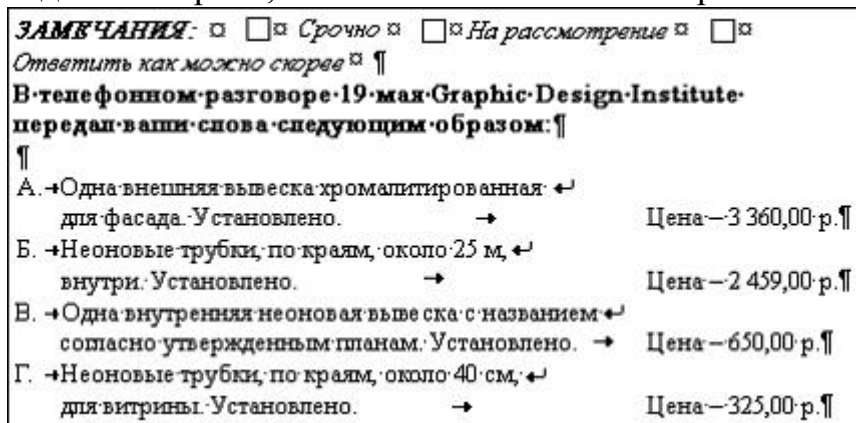 ЗАМЕЧАНИЯ: ¤ □¤ Срочно ¤ □¤ На рассмотрение ¤ □¤
Ответить как можно скорее ¤ ¶
В·телефонном·разговоре·19·мая·Graphic·Design·Institute·
передал·ваши·слова·следующим·образом:¶
¶
А.→Одна·внешняя·вывеска·хромалитированная·↵
для·фасада.·Установлено. → Цена·–·3 360,00·р.¶
Б.→Неоновые·трубки,·по·краям,·около·25 м,↵
внутри.·Установлено. → Цена·–·2 459,00·р.¶
В.→Одна·внутренняя·неоновая·вывеска·с·названием·↵
согласно·утвержденным·планам.·Установлено. → Цена·–·650,00·р.¶
Г.→Неоновые·трубки,·по·краям,·около·40·см,·↵
для·витрины.·Установлено. → Цена·–·325,00·р.¶